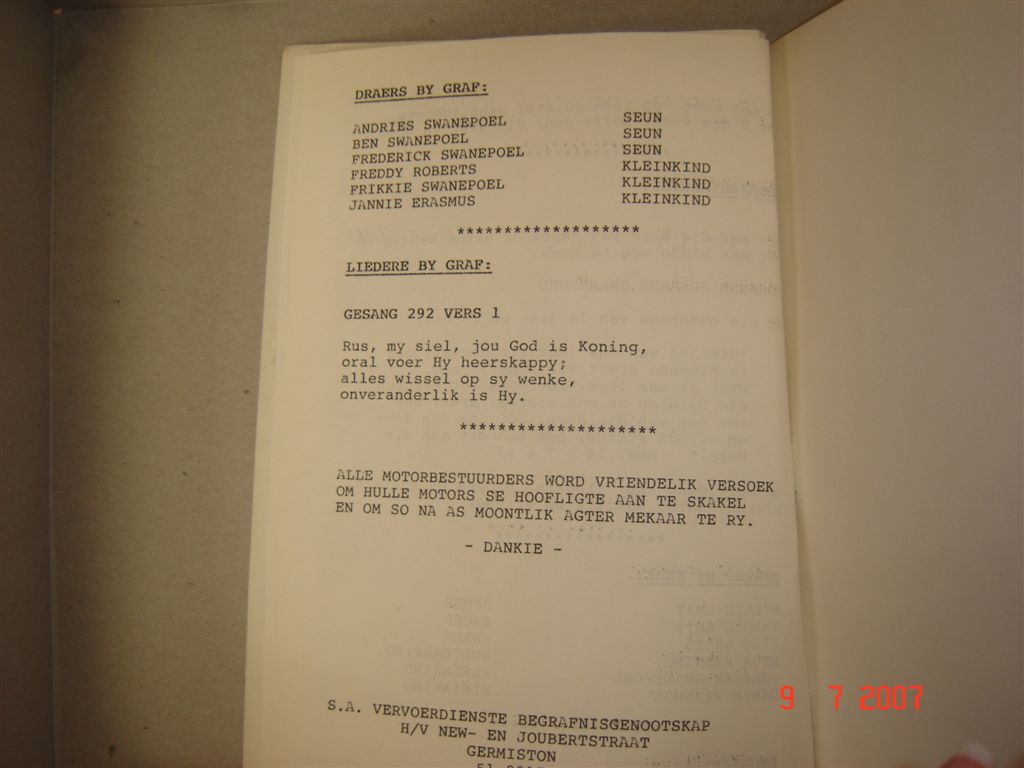 DRAERS BY GRAF:
ANDRIES SWANEPOEL SEUN
BEN SWANEPOEL SEUN
FREDERICK SWANEPOEL SEUN
FREDDY ROBERTS KLEINKIND
FRIKKIE SWANEPOEL KLEINKIND
JANNIE ERASMUS KLEINKIND
*******************
LIEDERE BY GRAF:
GESANG 292 VERS 1
Rus, my siel, jou God is Koning,
oral voer Hy heerskappy;
alles wissel op sy wenke,
onveranderlik is Hy.
********************
ALLE MOTORBESTUURDERS WORD VRIENDELIK VERSOEK
OM HULLE MOTORS SE HOOFLIGTE AAN TE SKAKEL
EN OM SO NA AS MOONTLIK AGTER MEKAAR TE RY.
- DANKIE -
S.A. VERVOERDIENSTE BEGRAFNISGENOOTSKAP
H/V NEW- EN JOUBERTSTRAAT
GERMISTON
9 7 2007